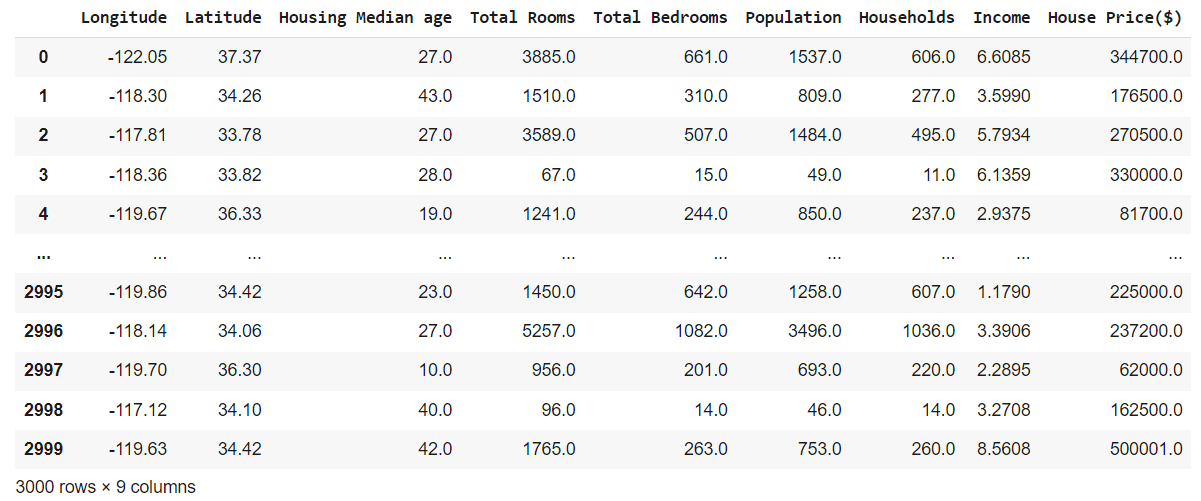 Longitude Latitude Housing Median age Total Rooms Total Bedrooms Population Households Income House Price($)
0 -122.05 37.37 27.0 3885.0 661.0 1537.0 606.0 6.6085 344700.0
1 -118.30 34.26 43.0 1510.0 310.0 809.0 277.0 3.5990 176500.0
2 -117.81 33.78 27.0 3589.0 507.0 1484.0 495.0 5.7934 270500.0
3 -118.36 33.82 28.0 67.0 15.0 49.0 11.0 6.1359 330000.0
4 -119.67 36.33 19.0 1241.0 244.0 850.0 237.0 2.9375 81700.0
... ... ... ... ... ... ... ... ... ...
2995 -119.86 34.42 23.0 1450.0 642.0 1258.0 607.0 1.1790 225000.0
2996 -118.14 34.06 27.0 5257.0 1082.0 3496.0 1036.0 3.3906 237200.0
2997 -119.70 36.30 10.0 956.0 201.0 693.0 220.0 2.2895 62000.0
2998 -117.12 34.10 40.0 96.0 14.0 46.0 14.0 3.2708 162500.0
2999 -119.63 34.42 42.0 1765.0 263.0 753.0 260.0 8.5608 500001.0
3000 rows × 9 columns